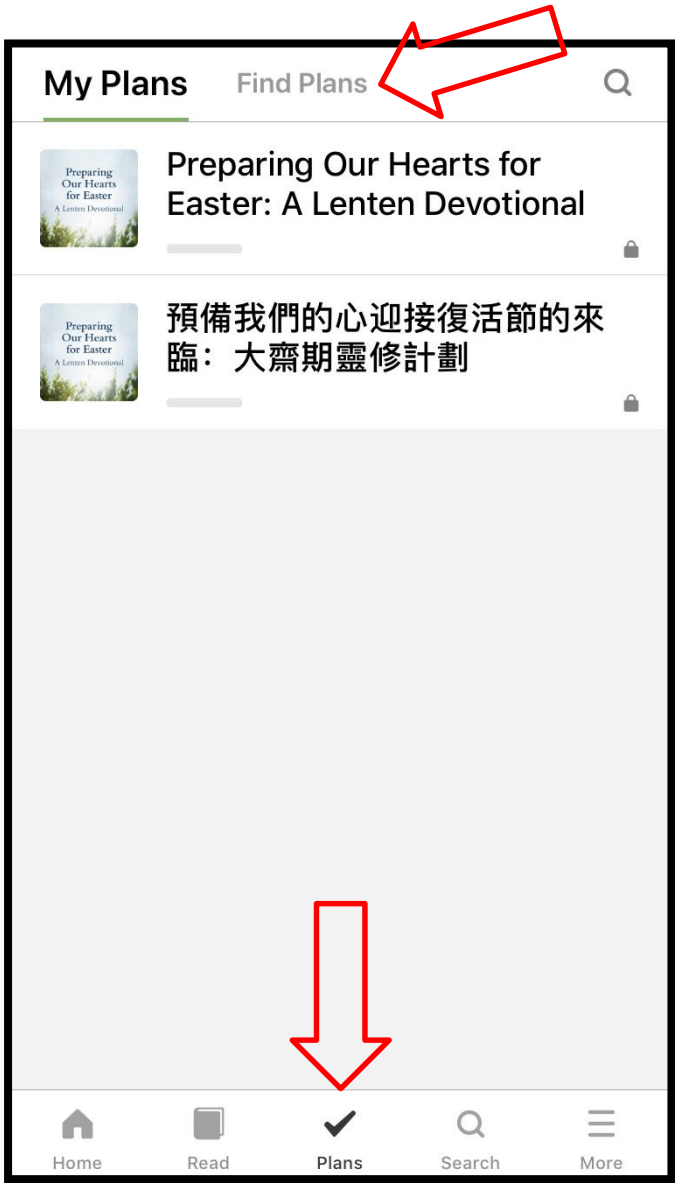 My Plans Find Plans
Preparing
Our Hearts
for Easter
A Lenten Devotional
Preparing Our Hearts for
Easter: A Lenten Devotional
Preparing
Our Hearts
for Easter
A Lenten Devotional
預備我們的心迎接復活節的來
臨：大齋期靈修計劃
Home Read Plans Search More